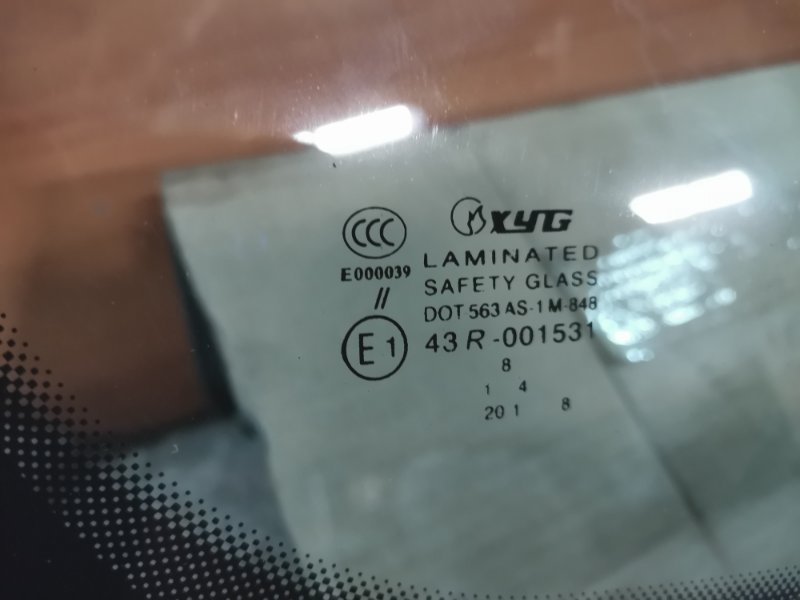 CCC
E000039
//
E1
XYG
LAMINATED
SAFETY GLASS
DOT 563 AS-1 M-848
43R-001531
8
1 4
20 1 8